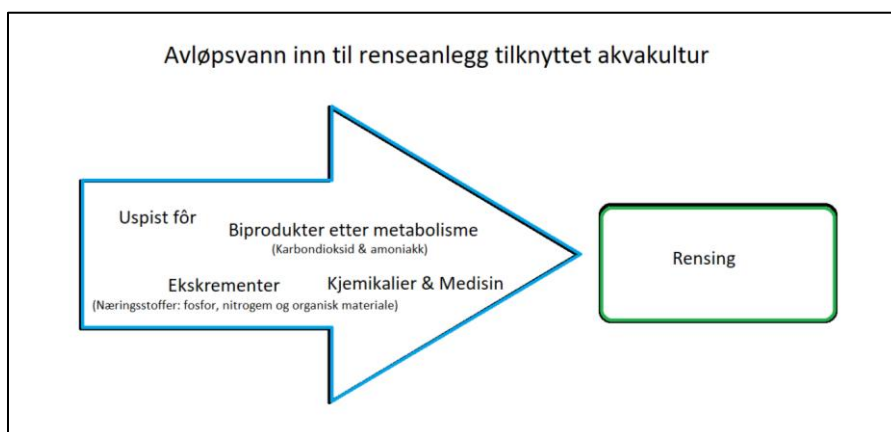 Avløpsvann inn til renseanlegg tilknyttet akvakultur
Uspist fôr
Biprodukter etter metabolisme
(Karbondioksid & amoniakk)
Ekskrementer
(Næringsstoffer: fosfor, nitrogem og organisk materiale)
Kjemikalier & Medisin
Rensing